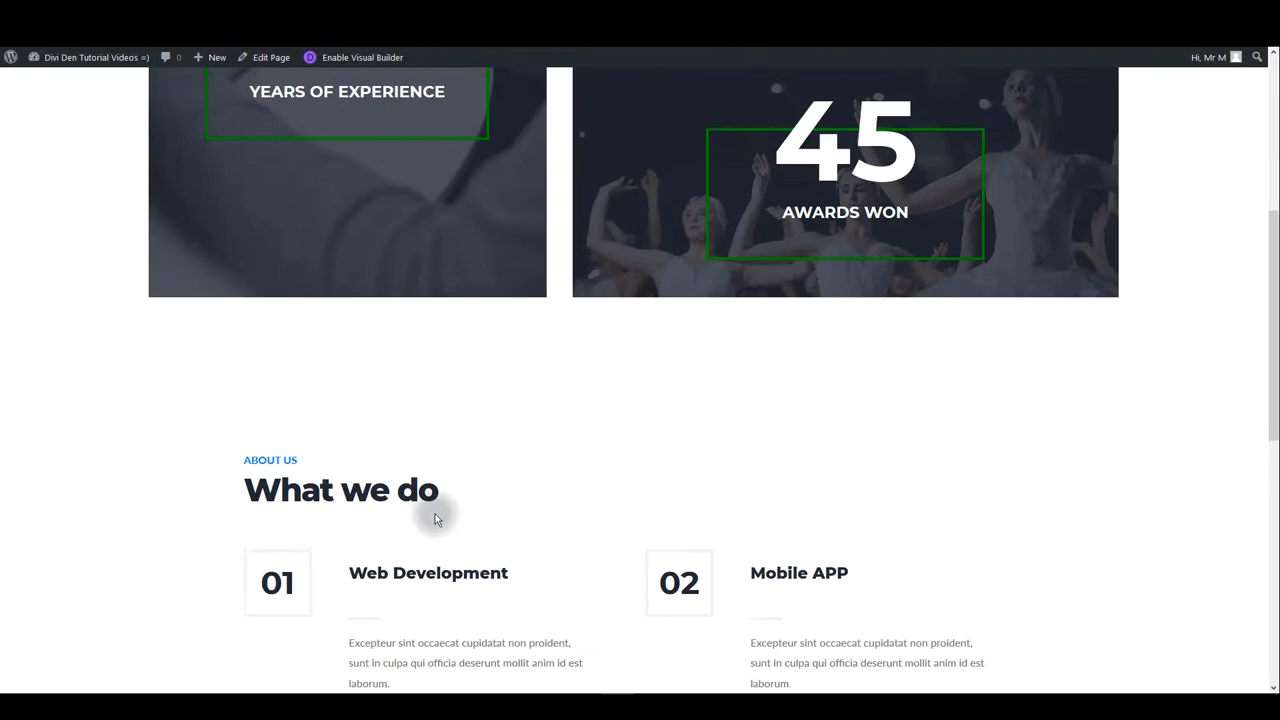 Divi Den Tutorial Videos =) 0 New Edit Page Enable Visual Builder Hi, Mr M
YEARS OF EXPERIENCE
45
AWARDS WON
ABOUT US
What we do
01
Web Development
Excepteur sint occaecat cupidatat non proident,
sunt in culpa qui officia deserunt mollit anim id est
laborum.
02
Mobile APP
Excepteur sint occaecat cupidatat non proident,
sunt in culpa qui officia deserunt mollit anim id est
laborum.